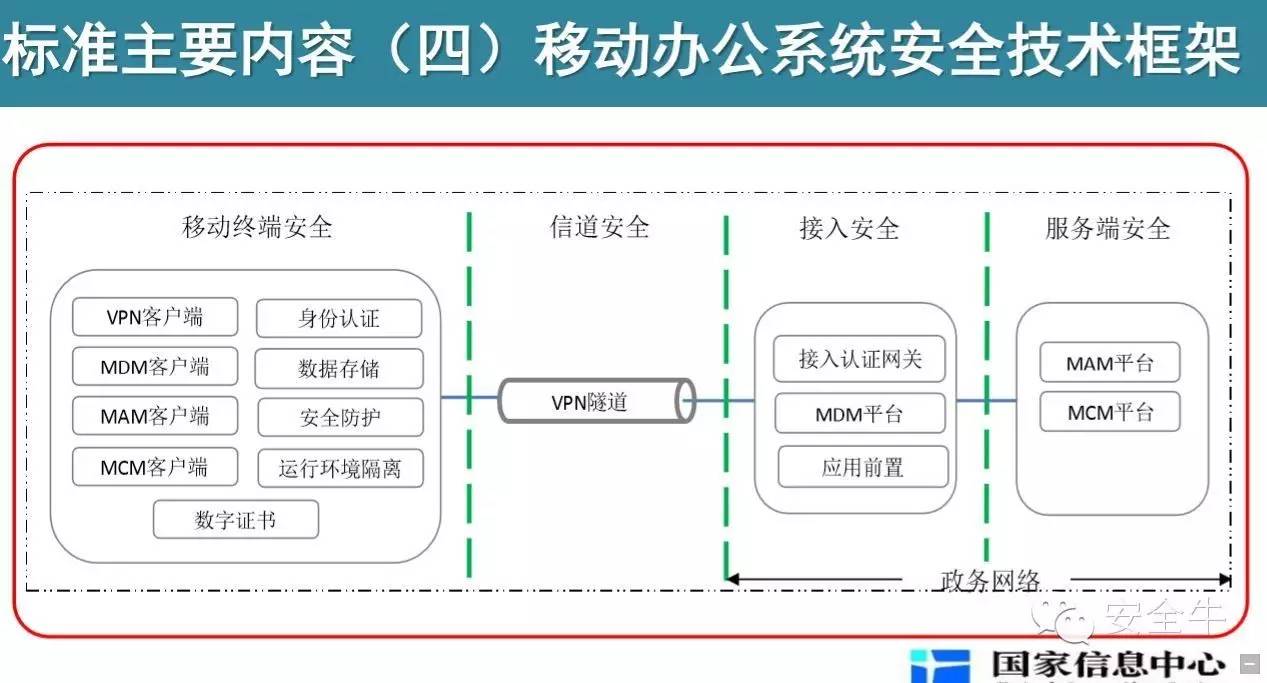 标准主要内容（四）移动办公系统安全技术框架
移动终端安全
信道安全
接入安全
服务端安全
VPN客户端
身份认证
MDM客户端
数据存储
MAM客户端
安全防护
MCM客户端
运行环境隔离
数字证书
VPN隧道
接入认证网关
MDM平台
应用前置
MAM平台
MCM平台
政务网络
安全牛
国家信息中心